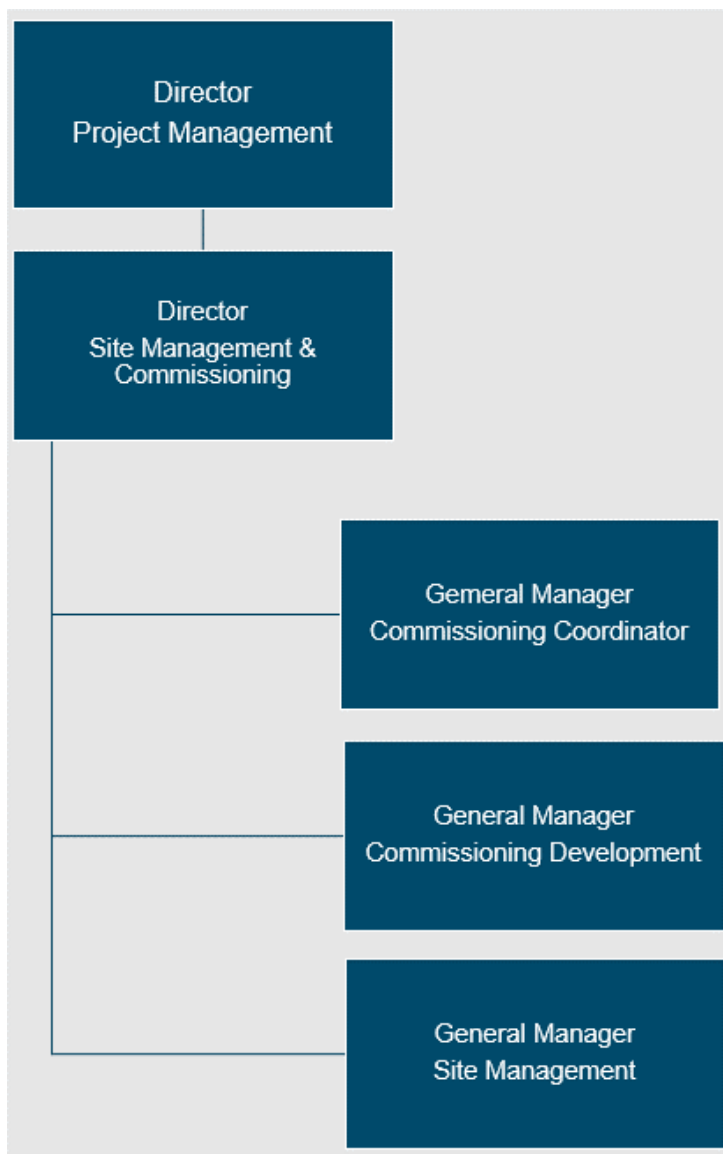 Director
Project Management
Director
Site Management &
Commissioning
Gemeral Manager
Commissioning Coordinator
General Manager
Commissioning Development
General Manager
Site Management